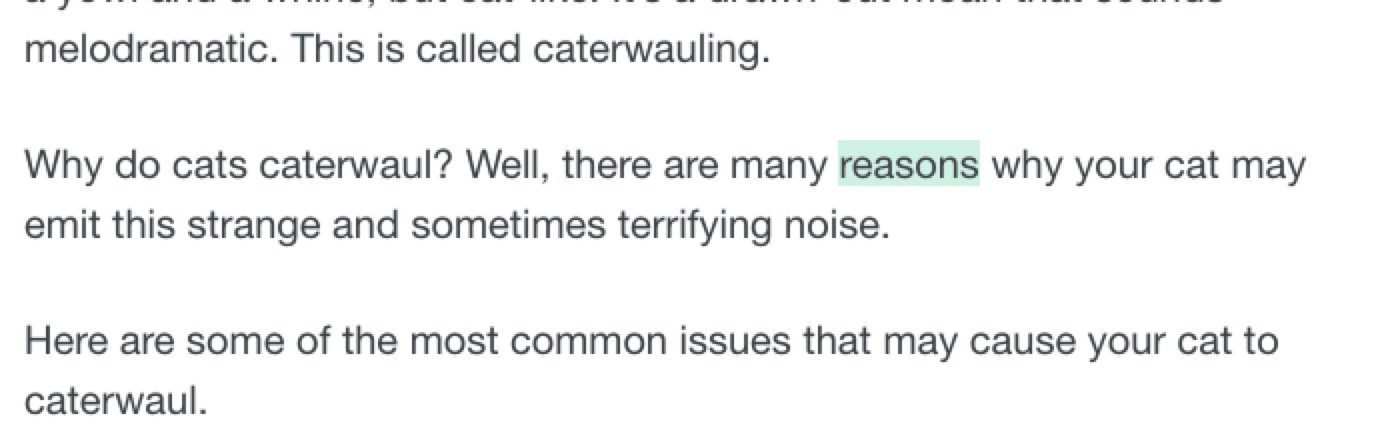 melodramatic. This is called caterwauling.
Why do cats caterwaul? Well, there are many reasons why your cat may
emit this strange and sometimes terrifying noise.
Here are some of the most common issues that may cause your cat to
caterwaul.